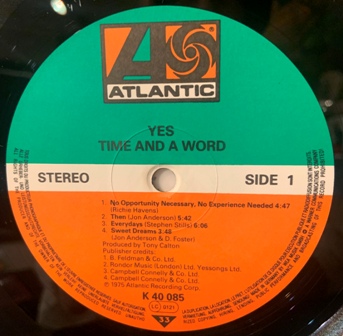 ATLANTIC
YES
TIME AND A WORD
STEREO
SIDE 1
1. No Opportunity Necessary, No Experience Needed 4:47
(Richie Havens)
2. Then (Jon Anderson) 5:42
3. Everydays (Stephen Stills) 6:06
4. Sweet Dreams 3:48
(Jon Anderson & D. Foster)
Produced by Tony Colton
Publisher credits:
1. B. Feldman & Co. Ltd.
2. Rondor Music (London) Ltd. Yessongs Ltd.
3. Campbell Connelly & Co. Ltd.
4. Campbell Connelly & Co. Ltd.
℗ 1975 Atlantic Recording Corp.
K 40 085
LC 0121
33